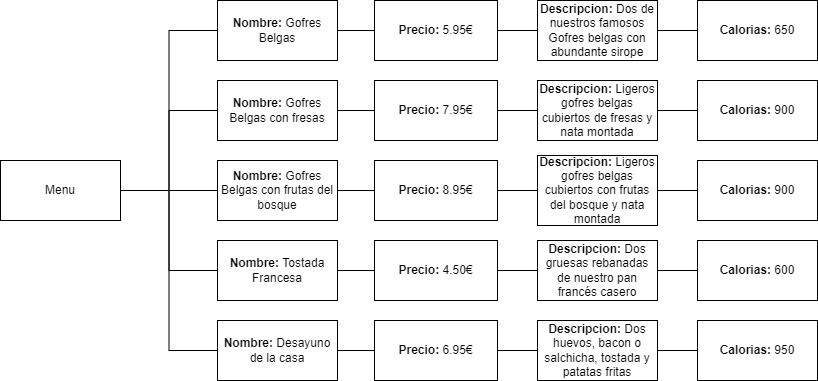 Nombre: Gofres
Belgas
Precio: 5.95€
Descripcion: Dos de
nuestros famosos
Gofres belgas con
abundante sirope
Calorias: 650
Nombre: Gofres
Belgas con fresas
Precio: 7.95€
Descripcion: Ligeros
gofres belgas
cubiertos de fresas y
nata montada
Calorias: 900
Menu
Nombre: Gofres
Belgas con frutas del
bosque
Precio: 8.95€
Descripcion: Ligeros
gofres belgas
cubiertos con frutas
del bosque y nata
montada
Calorias: 900
Nombre: Tostada
Francesa
Precio: 4.50€
Descripcion: Dos
gruesas rebanadas
de nuestro pan
francés casero
Calorias: 600
Nombre: Desayuno
de la casa
Precio: 6.95€
Descripcion: Dos
huevos, bacon o
salchicha, tostada y
patatas fritas
Calorias: 950